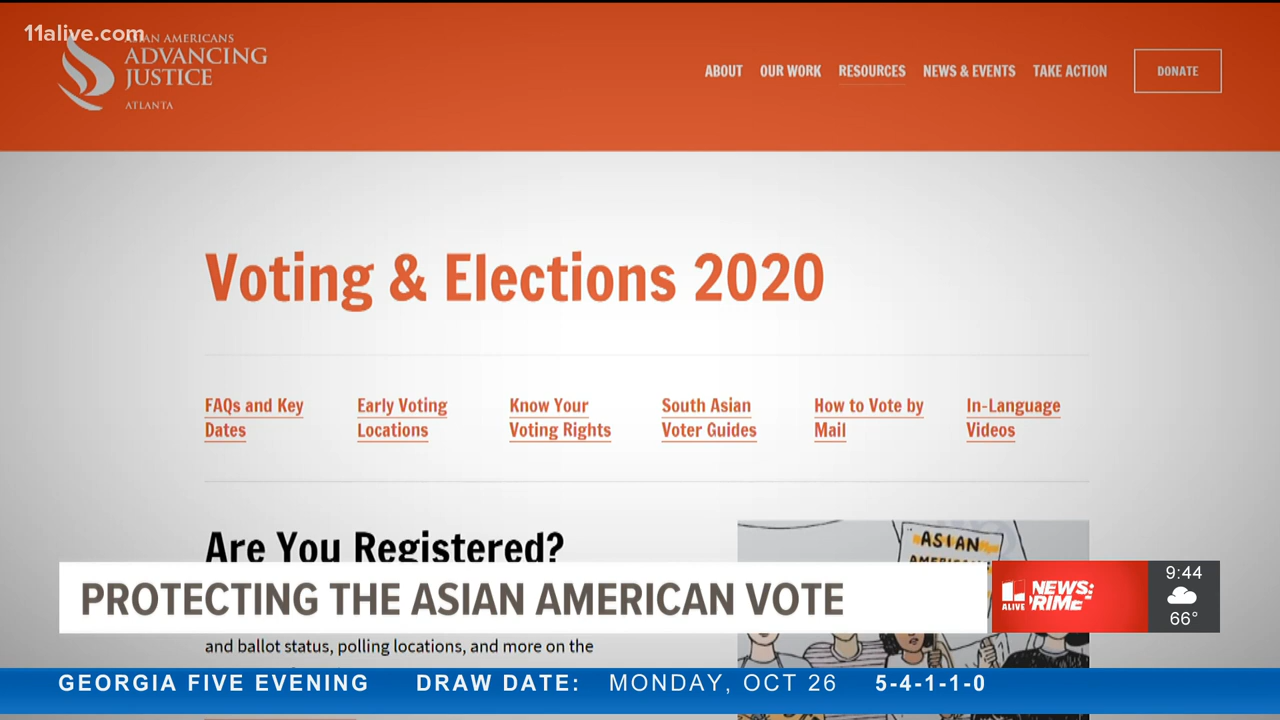 11alive.com
ASIAN AMERICANS
ADVANCING
JUSTICE
ATLANTA
ABOUT OUR WORK RESOURCES NEWS & EVENTS TAKE ACTION DONATE
Voting & Elections 2020
FAQs and Key
Dates
Early Voting
Locations
Know Your
Voting Rights
South Asian
Voter Guides
How to Vote by
Mail
In-Language
Videos
Are You Registered?
ASIAN
PROTECTING THE ASIAN AMERICAN VOTE
11 ALIVE
NEWS:
PRIME
9:44
66°
and ballot status, polling locations, and more on the
GEORGIA FIVE EVENING DRAW DATE: MONDAY, OCT 26 5-4-1-1-0